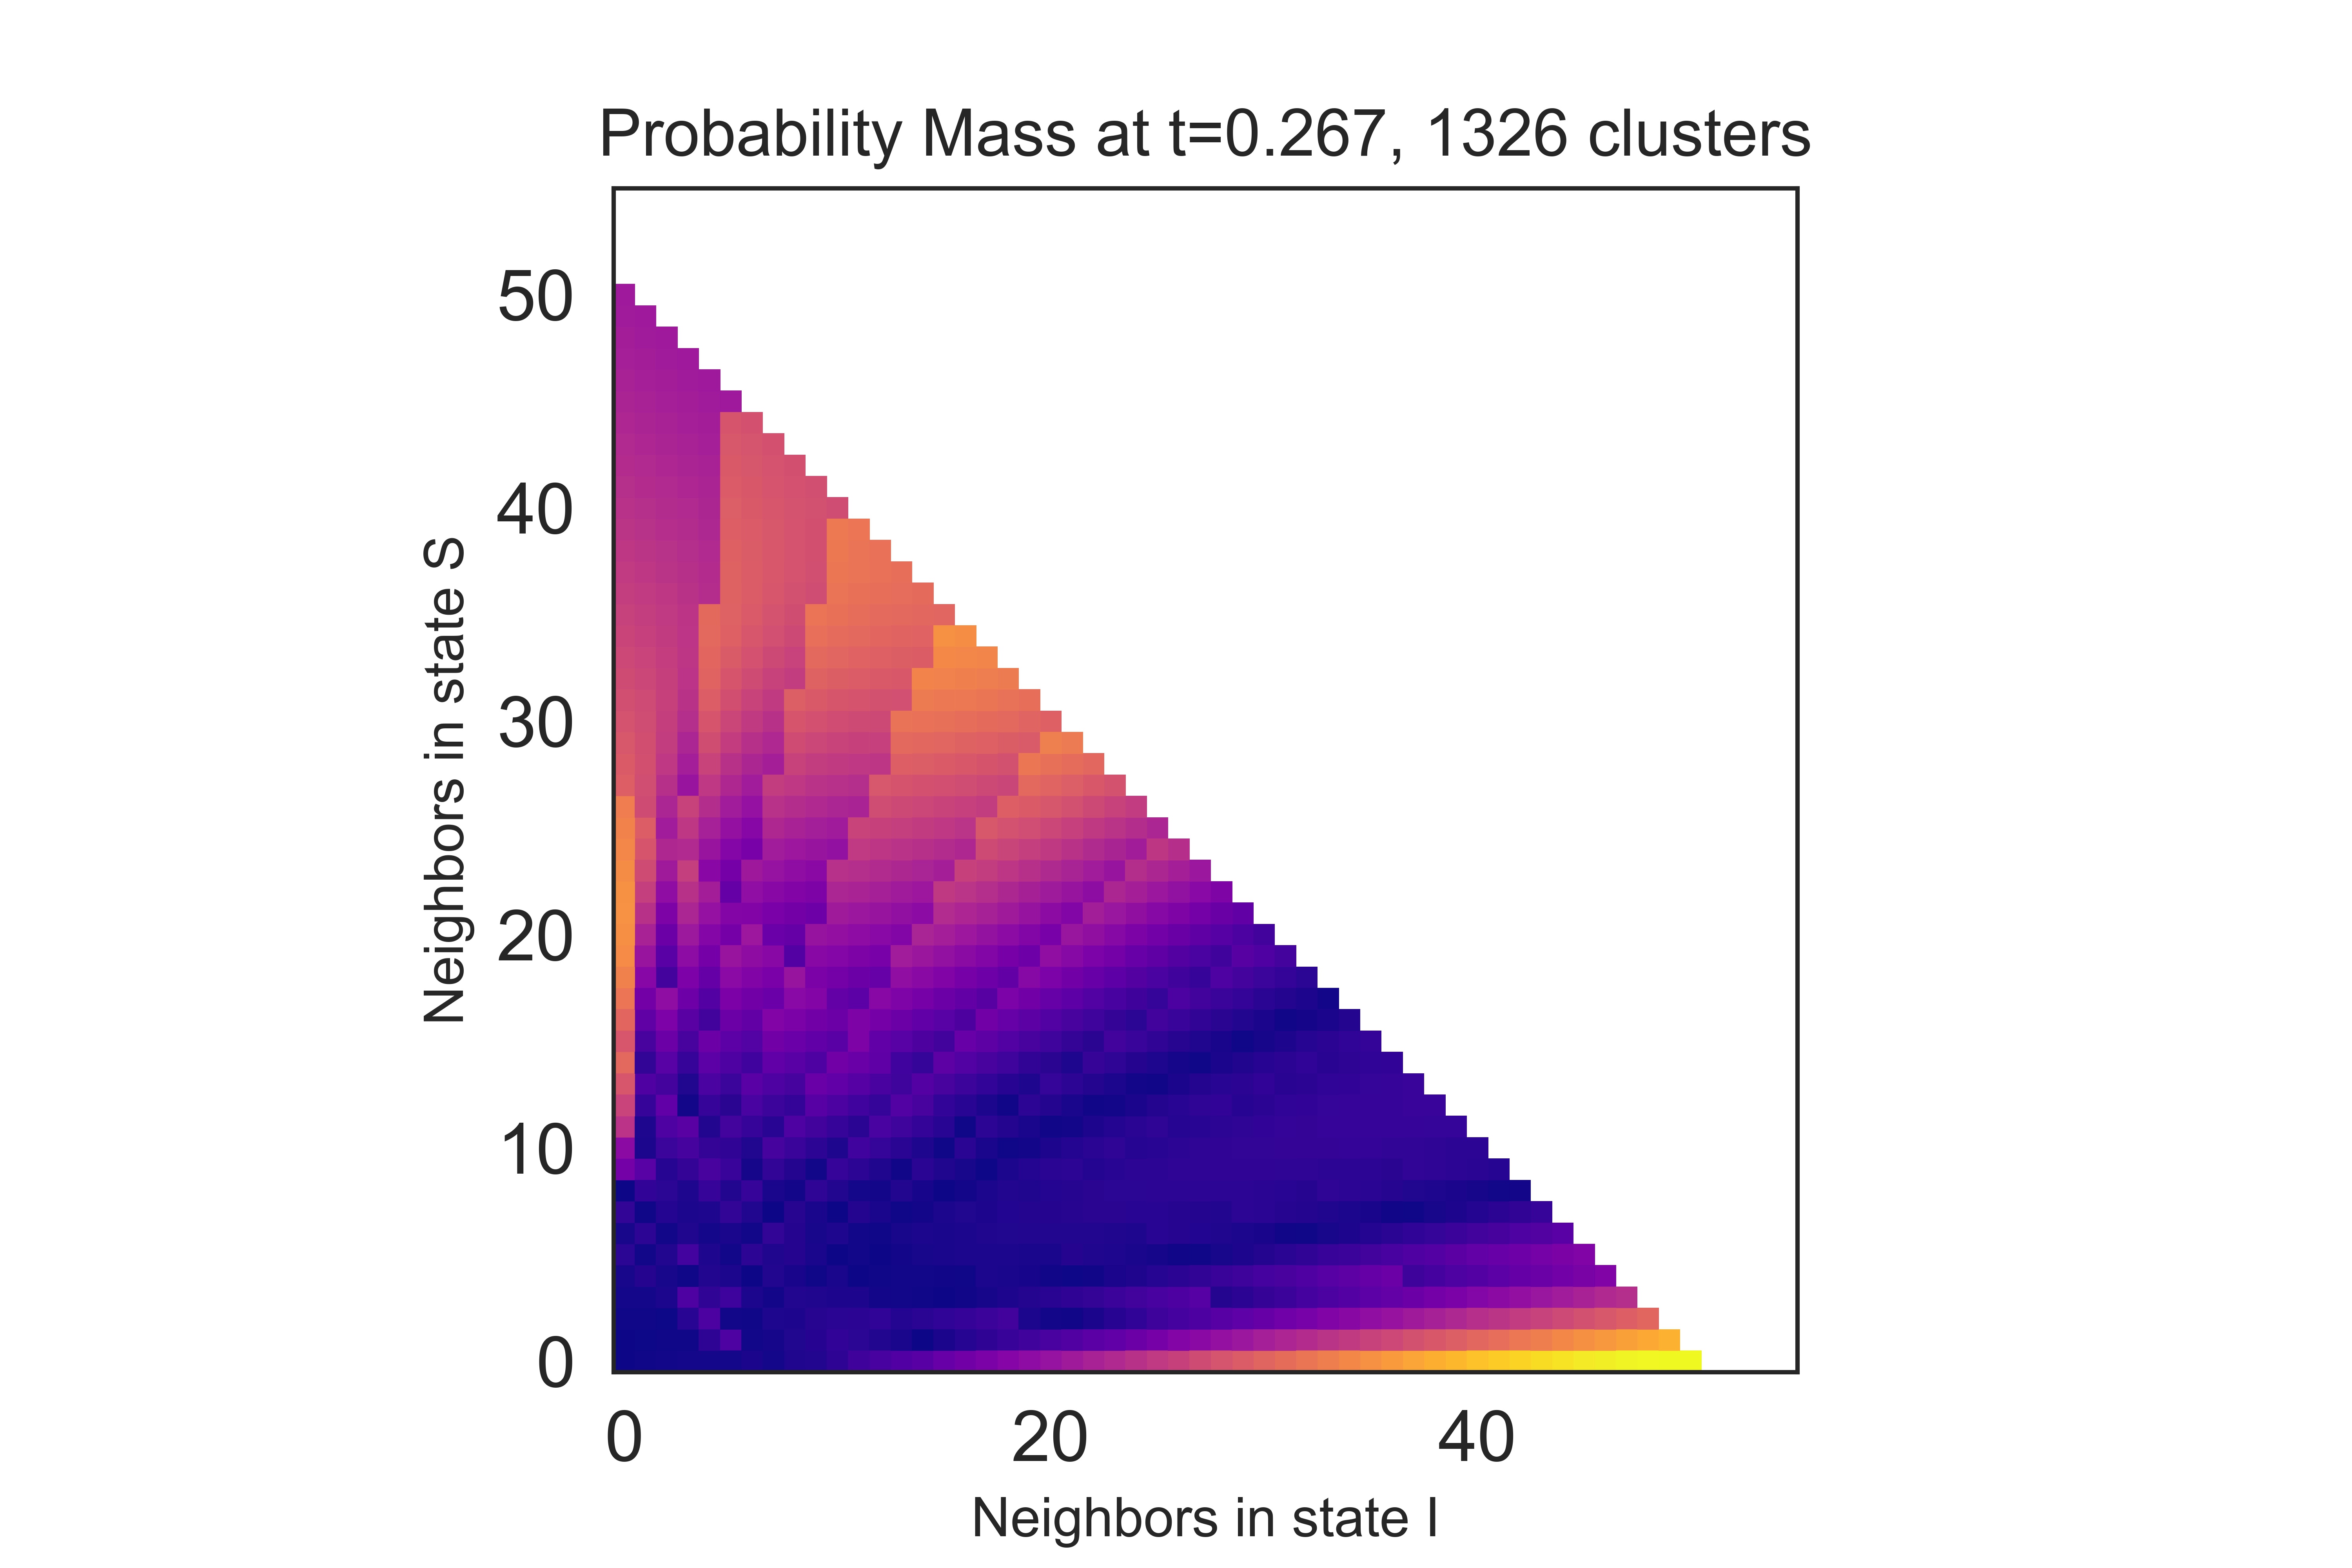 Probability Mass at t=0.267, 1326 clusters
50
40
30
20
10
0
Neighbors in state S
0 20 40
Neighbors in state I